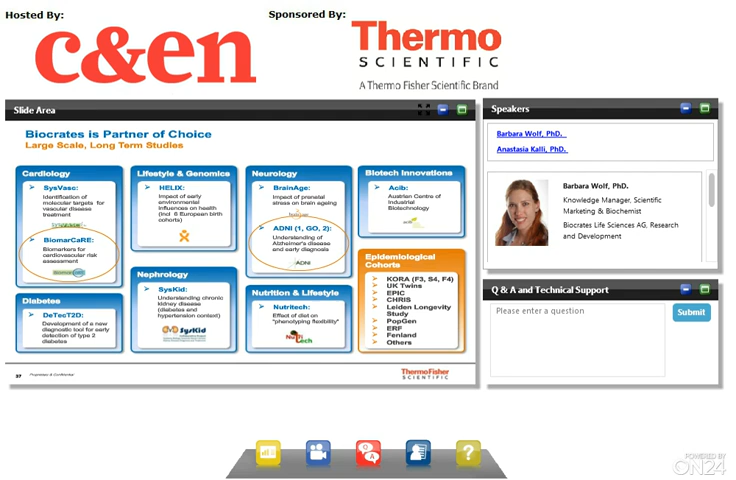 Hosted By:
c&en
Sponsored By:
Thermo
SCIENTIFIC
A Thermo Fisher Scientific Brand
Slide Area
Biocrates is Partner of Choice
Large Scale, Long Term Studies
Cardiology
SysVasc:
Identification of
molecular targets for
vascular disease
treatment
BiomarCaRE:
Biomarkers for
cardiovascular risk
assessment
BiomarCaRE
Diabetes
DeTecT2D:
Development of a new
diagnostic tool for early
detection of type 2
diabetes
Lifestyle & Genomics
HELIX:
Impact of early
environmental
influences on health
(incl 6 European birth
cohorts)
Nephrology
SysKid:
Understanding chronic
kidney disease
(diabetes and
hypertension context)
SysKid
Neurology
BrainAge:
Impact of prenatal
stress on brain ageing
ADNI (1, GO, 2):
Understanding of
Alzheimer's disease
and early diagnosis
ADNI
Nutrition & Lifestyle
Nutritech:
Effect of diet on
"phenotyping flexibility"
NutriTech
Biotech Innovations
Acib:
Austrian Centre of
Industrial
Biotechnology
acib
Epidemiological
Cohorts
KORA (F3, S4, F4)
UK Twins
EPIC
CHRIS
Leiden Longevity
Study
PopGen
ERF
Fenland
Others
37
Proprietary & Confidential
ThermoFisher
SCIENTIFIC
Speakers
Barbara Wolf, PhD.
Anastasia Kalli, PhD.
Barbara Wolf, PhD.
Knowledge Manager, Scientific
Marketing & Biochemist
Biocrates Life Sciences AG, Research
and Development
Q & A and Technical Support
Please enter a question
Submit
Q
A
?
POWERED BY
ON24